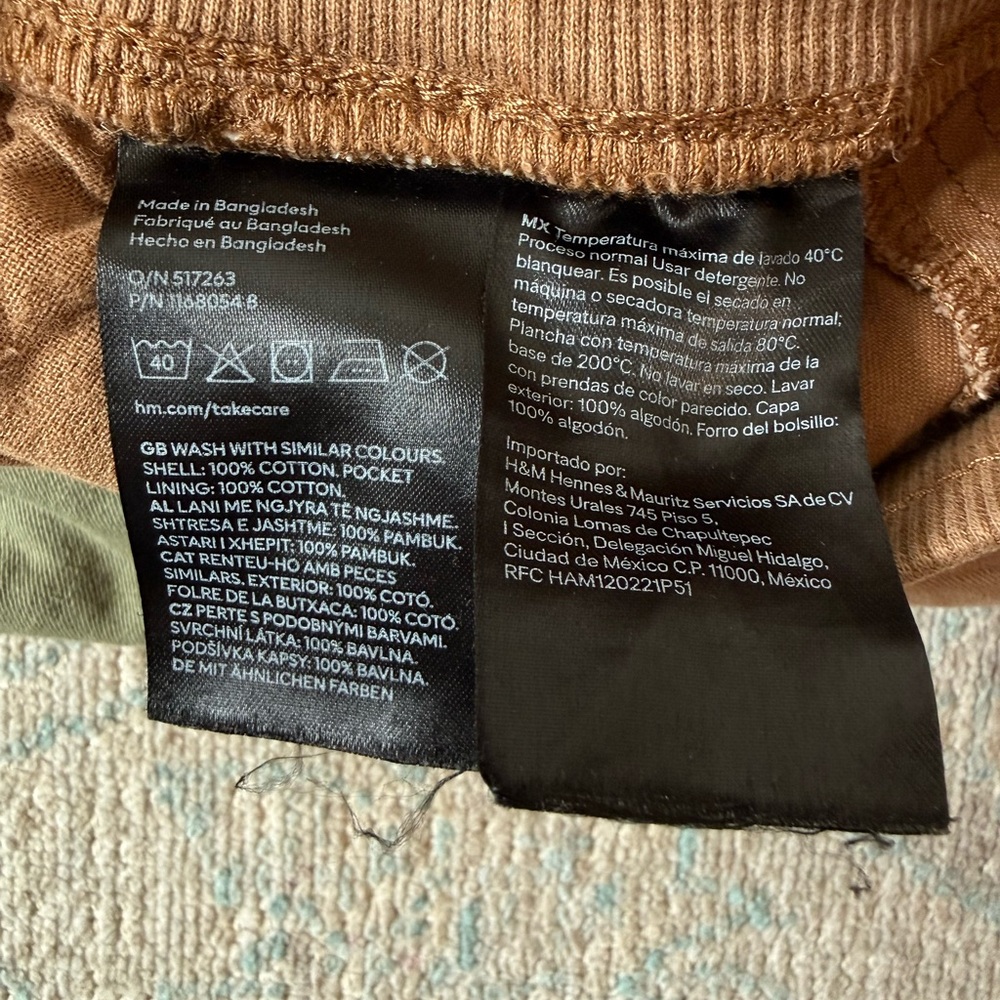 Made in Bangladesh
Fabriqué au Bangladesh
Hecho en Bangladesh
O/N 517263
P/N 1168054 8
40
hm.com/takecare
GB WASH WITH SIMILAR COLOURS.
SHELL: 100% COTTON. POCKET
LINING: 100% COTTON.
AL LANI ME NGJYRA TË NGJASHME.
SHTRESA E JASHTME: 100% PAMBUK.
ASTARI I XHEPIT: 100% PAMBUK.
CAT RENTEU-HO AMB PECES
SIMILARS. EXTERIOR: 100% COTÓ.
FOLRE DE LA BUTXACA: 100% COTÓ
CZ PERTE S PODOBNÝMI BARVAMI.
SVRCHNÍ LÁTKA: 100% BAVLNA.
PODŠÍVKA KAPSY: 100% BAVLNA.
DE MIT ÄHNLICHEN FARBEN
MX Temperatura máxima de lavado 40°C
Proceso normal Usar detergente. No
blanquear. Es posible el secado en
máquina o secadora temperatura normal;
temperatura máxima de salida 80°C.
Plancha con temperatura máxima de la
base de 200°C. No lavar en seco. Lavar
con prendas de color parecido. Capa
exterior: 100% algodón. Forro del bolsillo:
100% algodón.
Importado por:
H&M Hennes & Mauritz Servicios SA de CV
Montes Urales 745 Piso 5,
Colonia Lomas de Chapultepec
I Sección, Delegación Miguel Hidalgo,
Ciudad de México C.P. 11000, México
RFC HAM120221P51